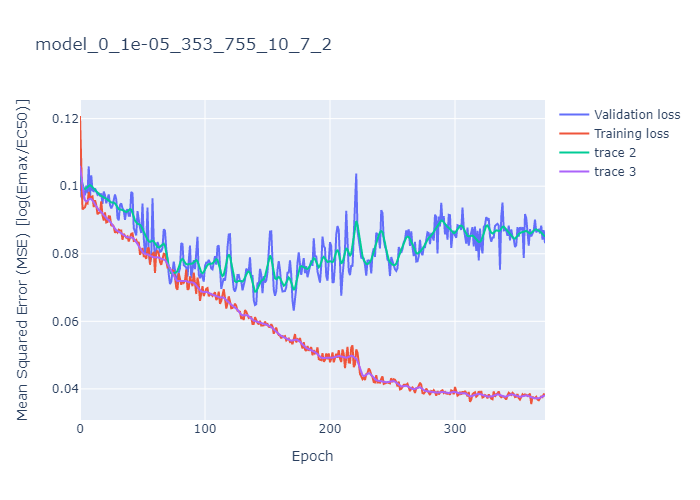 model_0_1e-05_353_755_10_7_2
Mean Squared Error (MSE) [log(Emax/EC50)]
0.12
0.1
0.08
0.06
0.04
0
100
200
300
Epoch
Validation loss
Training loss
trace 2
trace 3